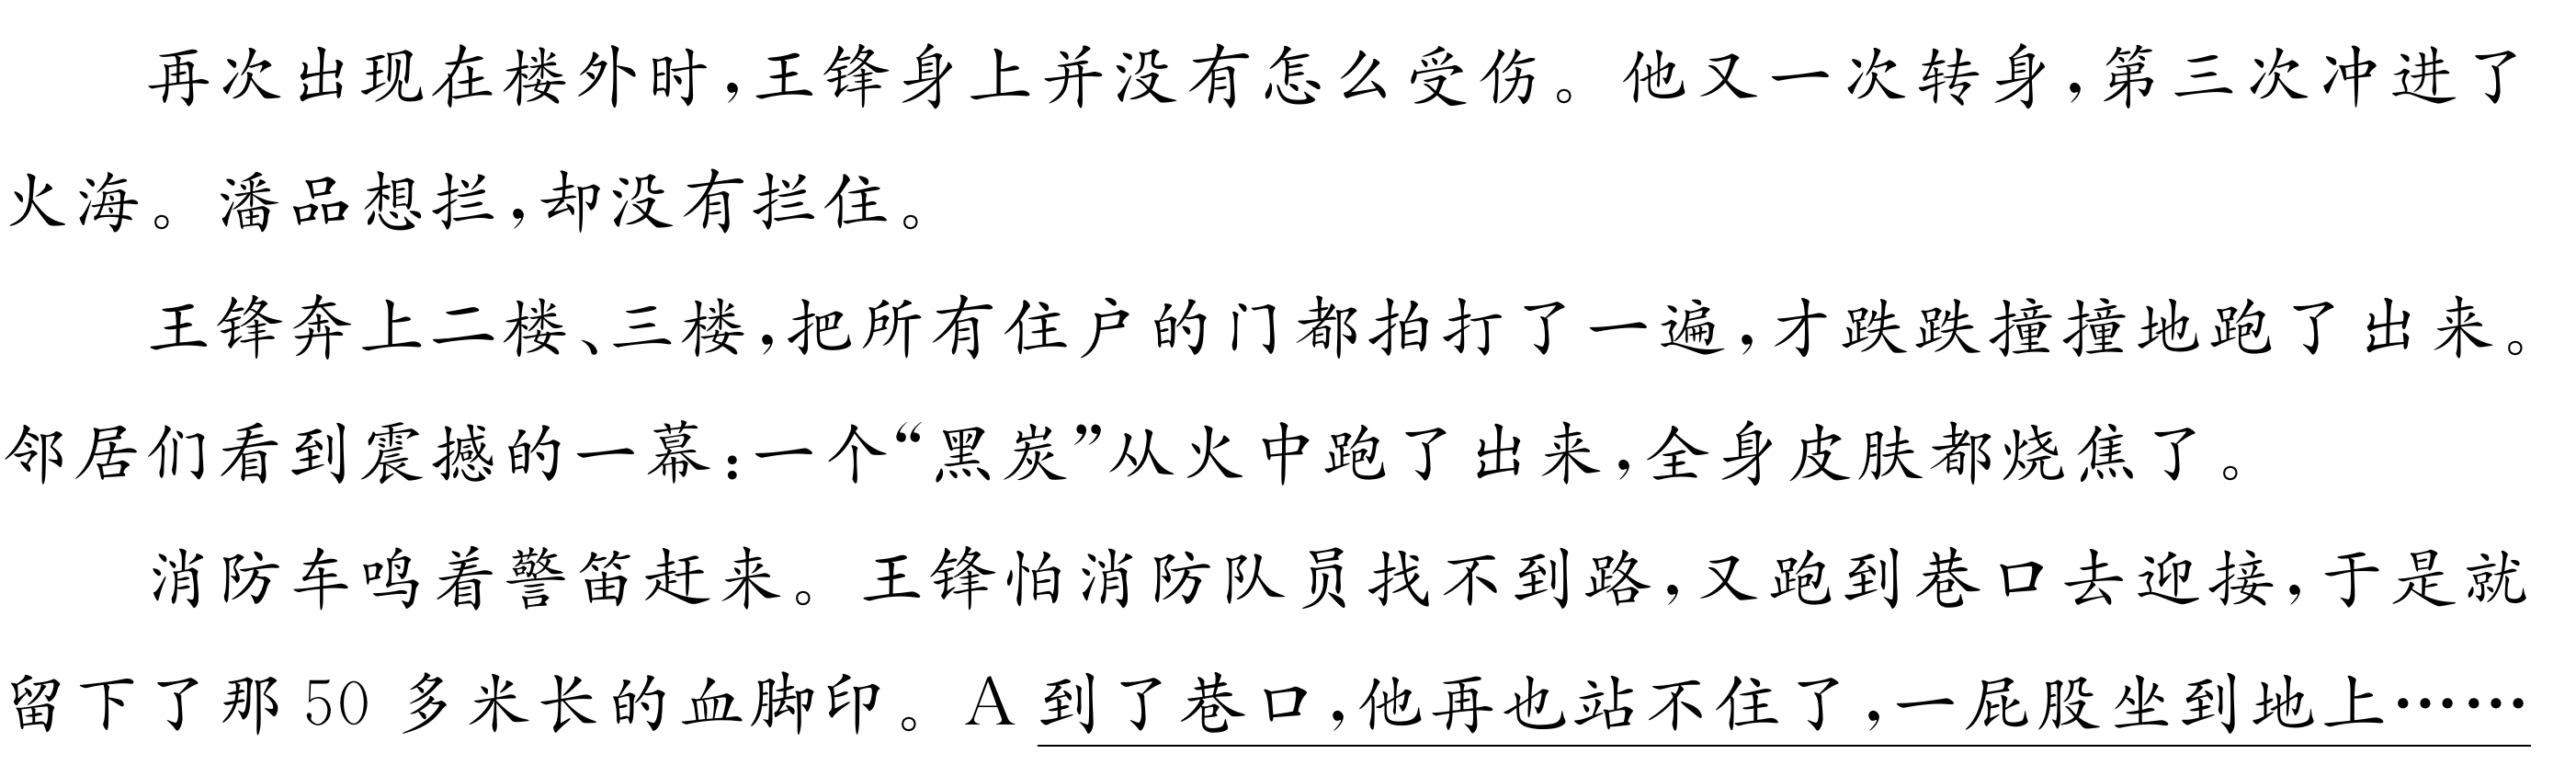 再次出现在楼外时,王锋身上并没有怎么受伤。他又一次转身,第三次冲进了
火海。潘品想拦,却没有拦住。
王锋奔上二楼、三楼,把所有住户的门都拍打了一遍,才跌跌撞撞地跑了出来。
邻居们看到震撼的一幕:一个“黑炭”从火中跑了出来,全身皮肤都烧焦了。
消防车鸣着警笛赶来。王锋怕消防队员找不到路,又跑到巷口去迎接,于是就
留下了那 50 多米长的血脚印。A 到了巷口,他再也站不住了,一屁股坐到地上……